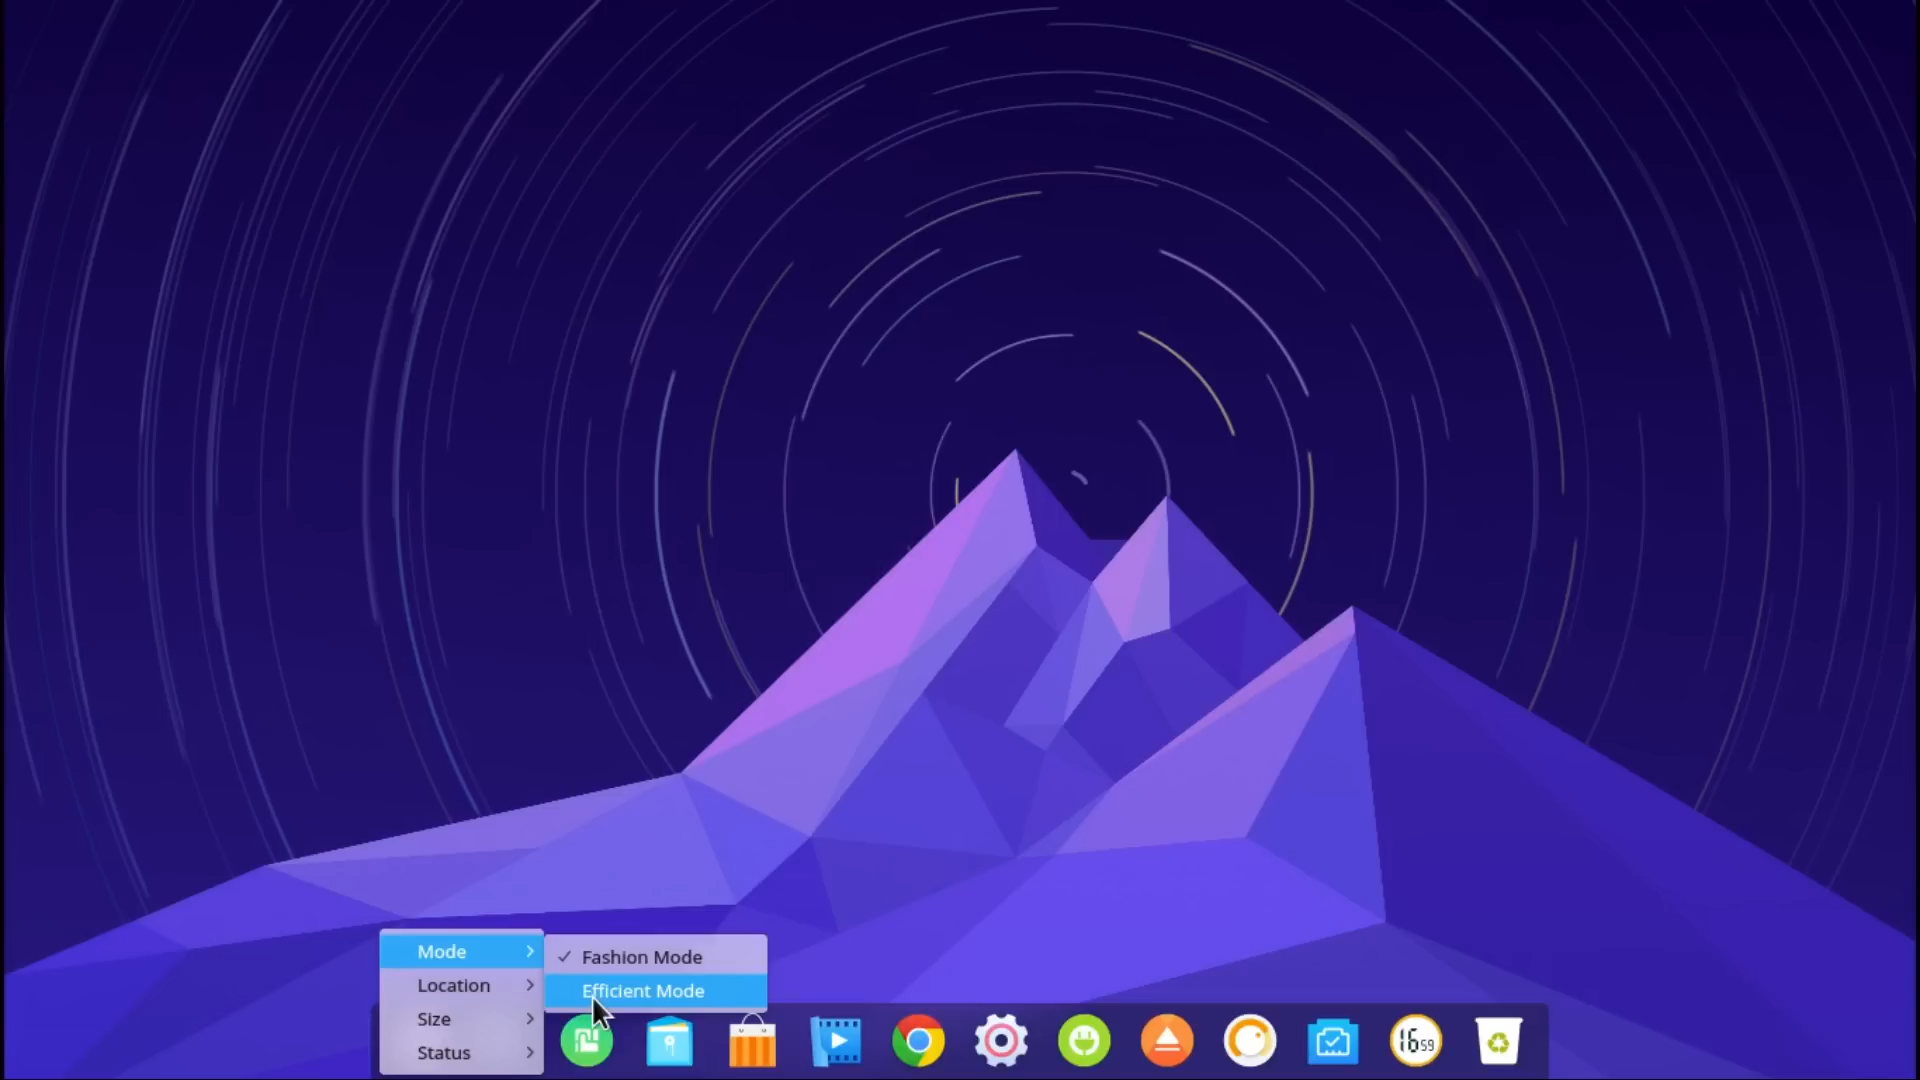 Mode
Fashion Mode
Efficient Mode
Location
Size
Status
16 59